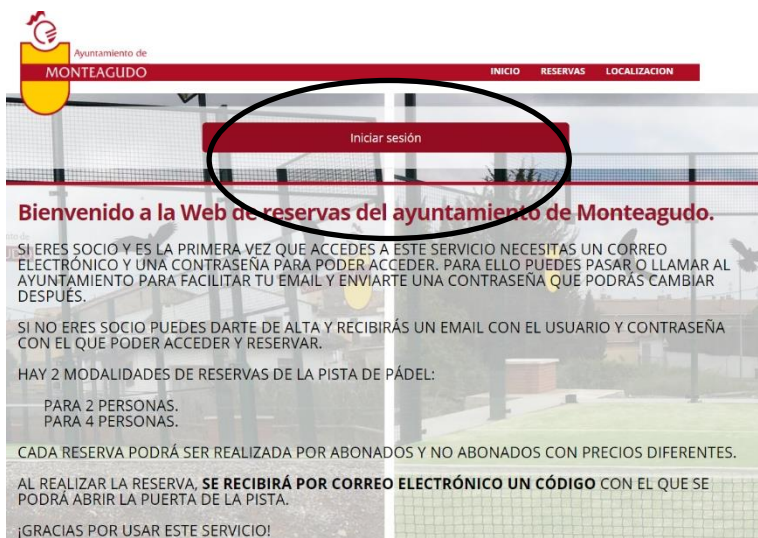 Ayuntamiento de
MONTEAGUDO
INICIO RESERVAS LOCALIZACION
Iniciar sesión
Bienvenido a la Web de reservas del ayuntamiento de Monteagudo.
SI ERES SOCIO Y ES LA PRIMERA VEZ QUE ACCEDES A ESTE SERVICIO NECESITAS UN CORREO
ELECTRÓNICO Y UNA CONTRASEÑA PARA PODER ACCEDER. PARA ELLO PUEDES PASAR O LLAMAR AL
AYUNTAMIENTO PARA FACILITAR TU EMAIL Y ENVIARTE UNA CONTRASEÑA QUE PODRÁS CAMBIAR
DESPUÉS.
SI NO ERES SOCIO PUEDES DARTE DE ALTA Y RECIBIRÁS UN EMAIL CON EL USUARIO Y CONTRASEÑA
CON EL QUE PODER ACCEDER Y RESERVAR.
HAY 2 MODALIDADES DE RESERVAS DE LA PISTA DE PÁDEL:
PARA 2 PERSONAS.
PARA 4 PERSONAS.
CADA RESERVA PODRÁ SER REALIZADA POR ABONADOS Y NO ABONADOS CON PRECIOS DIFERENTES.
AL REALIZAR LA RESERVA, SE RECIBIRÁ POR CORREO ELECTRÓNICO UN CÓDIGO CON EL QUE SE
PODRÁ ABRIR LA PUERTA DE LA PISTA.
¡GRACIAS POR USAR ESTE SERVICIO!